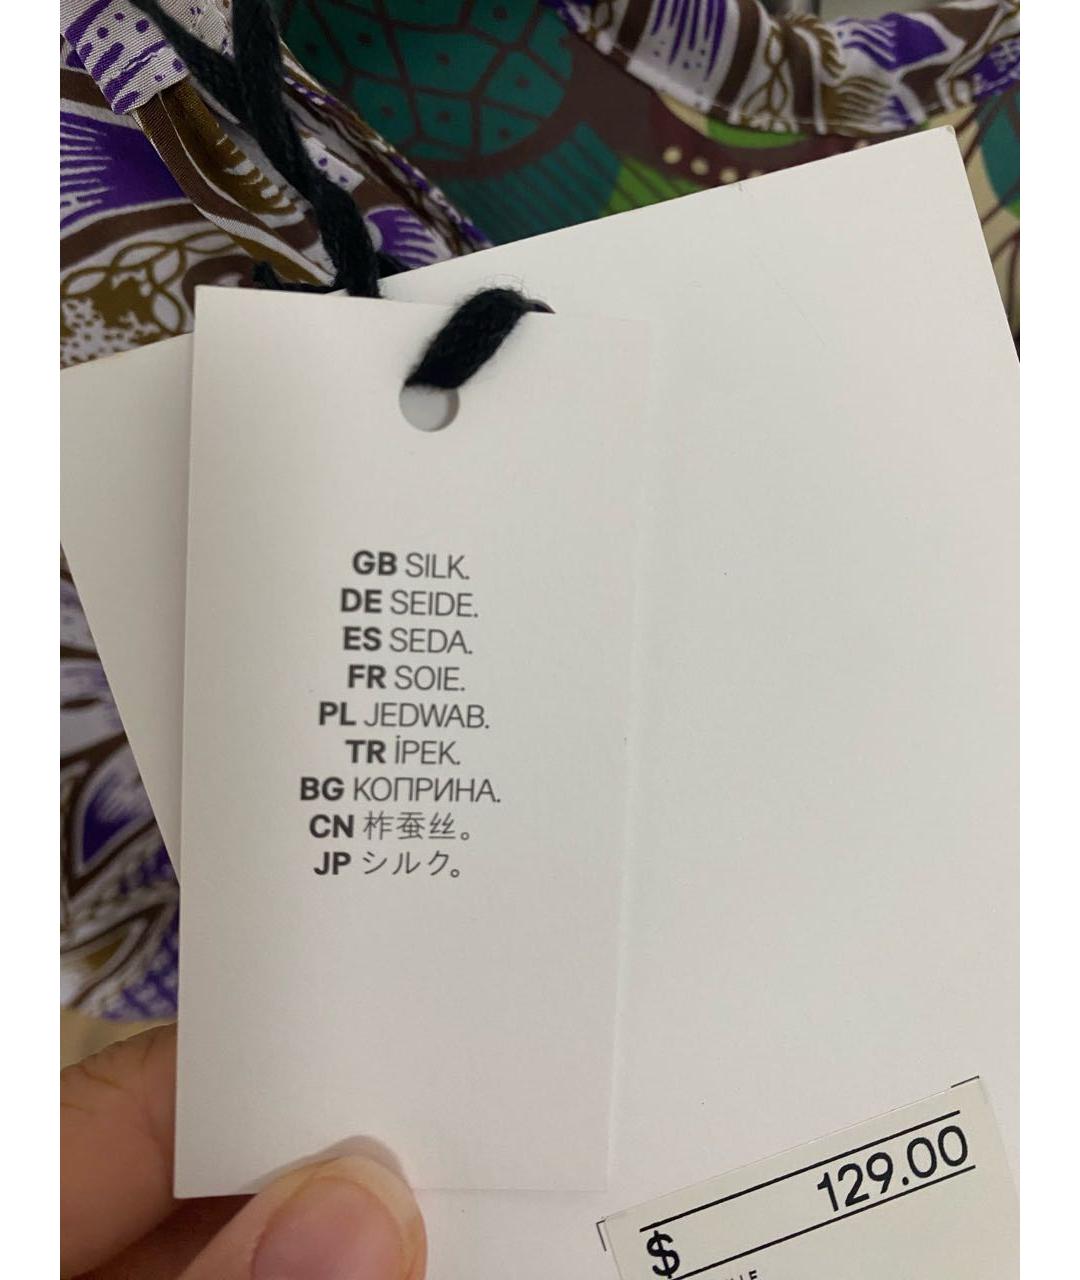 GB SILK.
DE SEIDE.
ES SEDA.
FR SOIE.
PL JEDWAB.
TR İPEK.
BG КОПРИНА.
CN 柞蚕丝。
JP シルク。
129.00
$